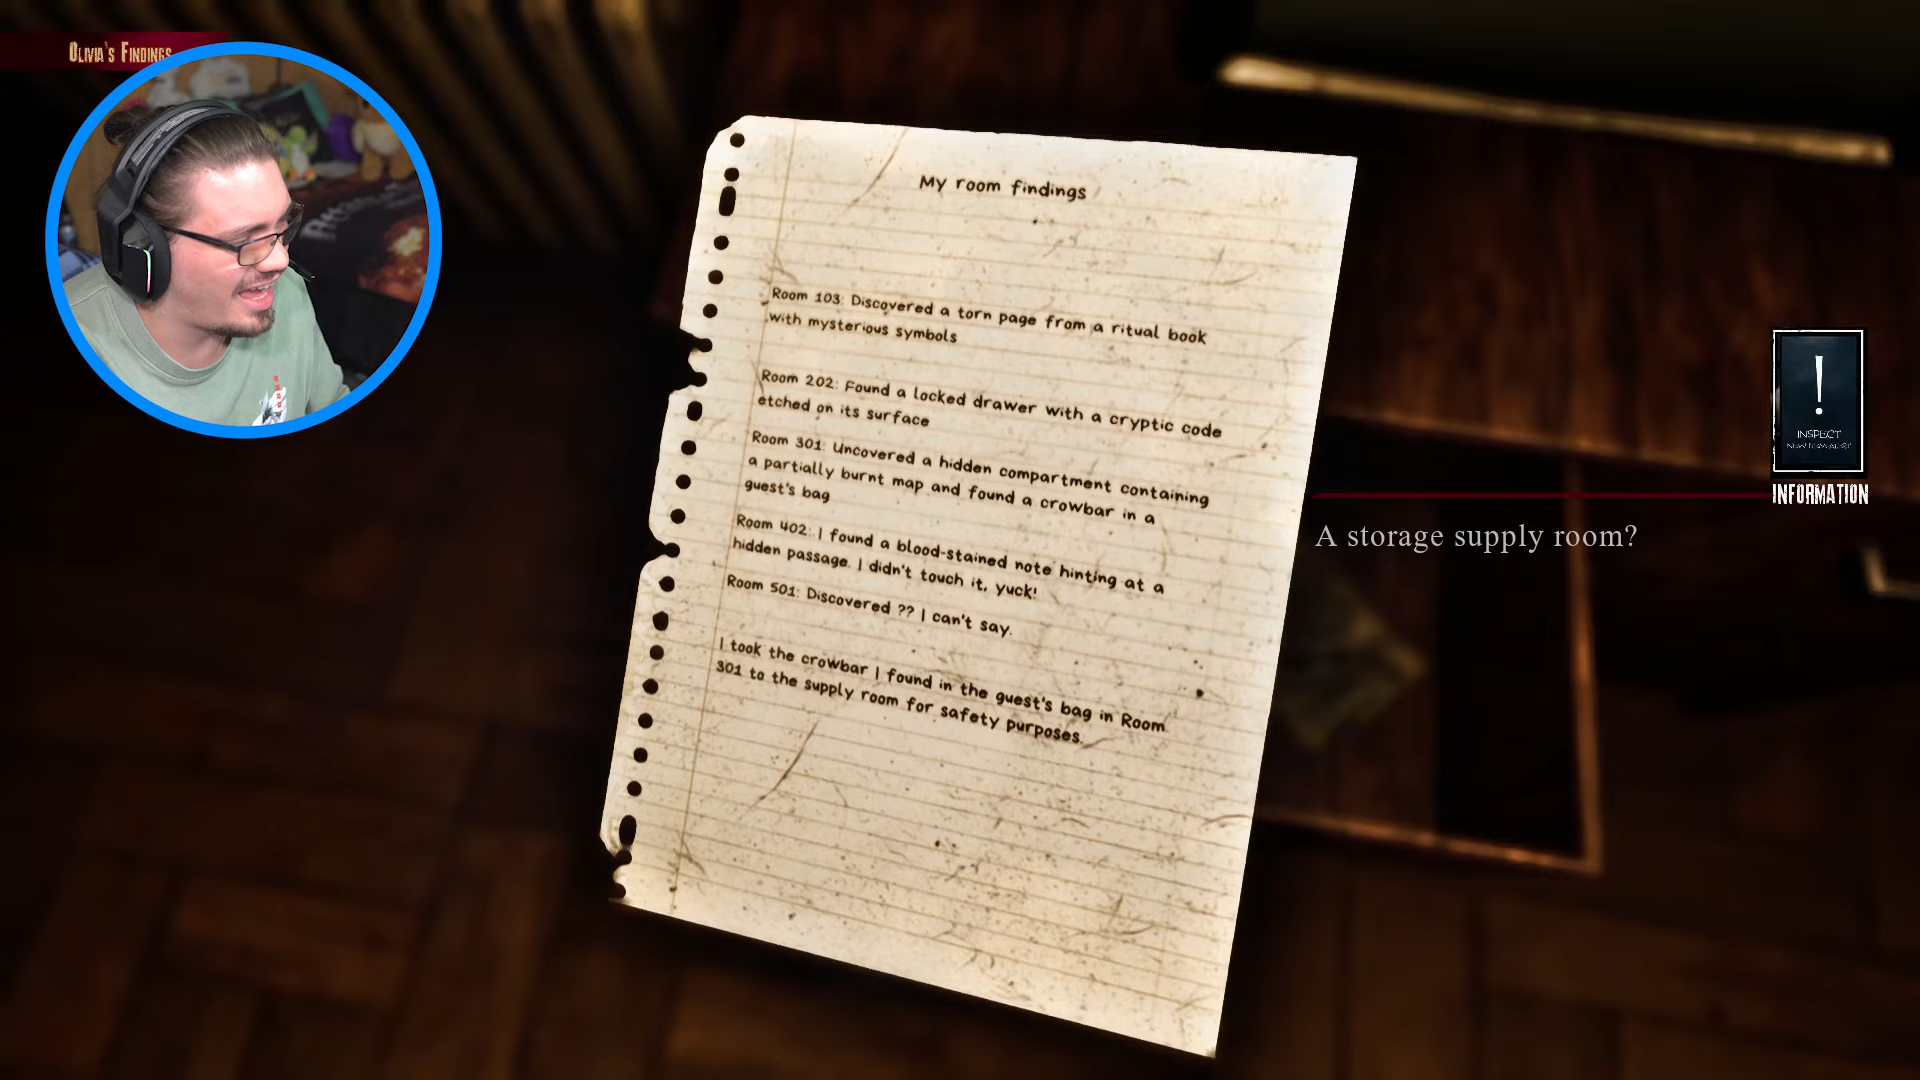 Olivia's Findings
My room findings
Room 103: Discovered a torn page from a ritual book
with mysterious symbols
Room 202: Found a locked drawer with a cryptic code
etched on its surface
Room 301: Uncovered a hidden compartment containing
a partially burnt map and found a crowbar in a
guest's bag
Room 402: I found a blood-stained note hinting at a
hidden passage. I didn't touch it, yuck!
Room 501: Discovered ?? I can't say.
I took the crowbar I found in the guest's bag in Room
301 to the supply room for safety purposes.
!
INSPECT
INFORMATION
A storage supply room?